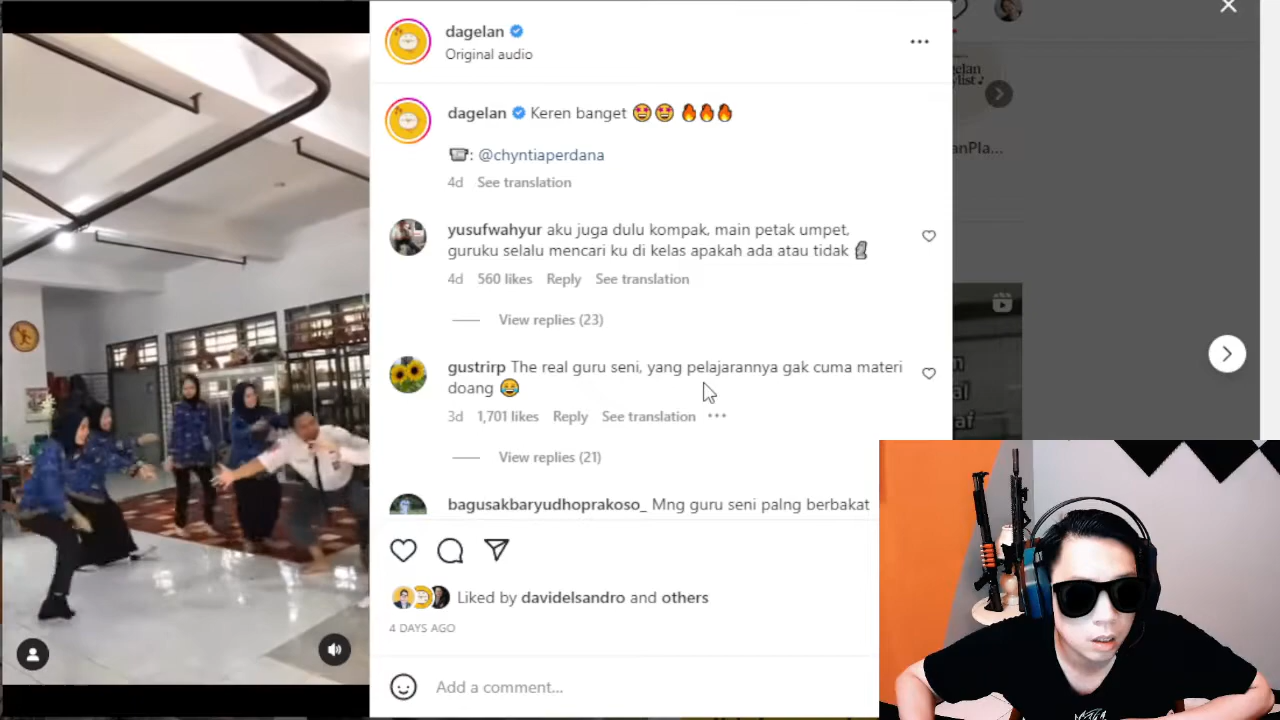 dagelan
Original audio
dagelan Keren banget 🤩🤩 🔥🔥🔥
: @chyntiaperdana
4d See translation
yusufwahyur aku juga dulu kompak, main petak umpet,
guruku selalu mencari ku di kelas apakah ada atau tidak 🗿
4d 560 likes Reply See translation
View replies (23)
gustrirp The real guru seni, yang pelajarannya gak cuma materi
doang 😂
3d 1,701 likes Reply See translation
View replies (21)
bagusakbaryudhoprakoso_ Mng guru seni palng berbakat
Liked by davidelsandro and others
4 DAYS AGO
Add a comment...
anPla...
al
af